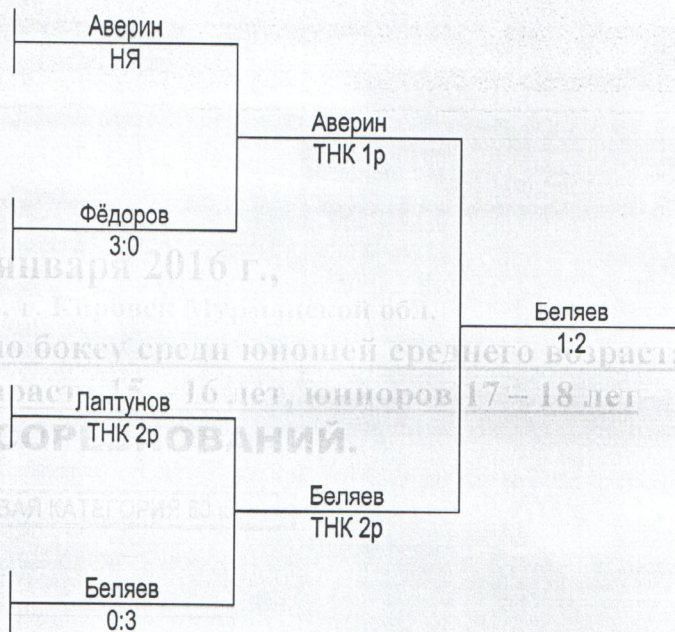 Аверин
НЯ
Аверин
ТНК 1р
Фёдоров
3:0
января 2016 г.,
, г. Кировск Мурманской обл.
Беляев
1:2
по боксу среди юношей среднего возраста
15 – 16 лет, юниоров 17 – 18 лет
Лаптунов
ТНК 2р
СОРЕВНОВАНИЙ.
Беляев
ТНК 2р
КАТЕГОРИЯ
Беляев
0:3